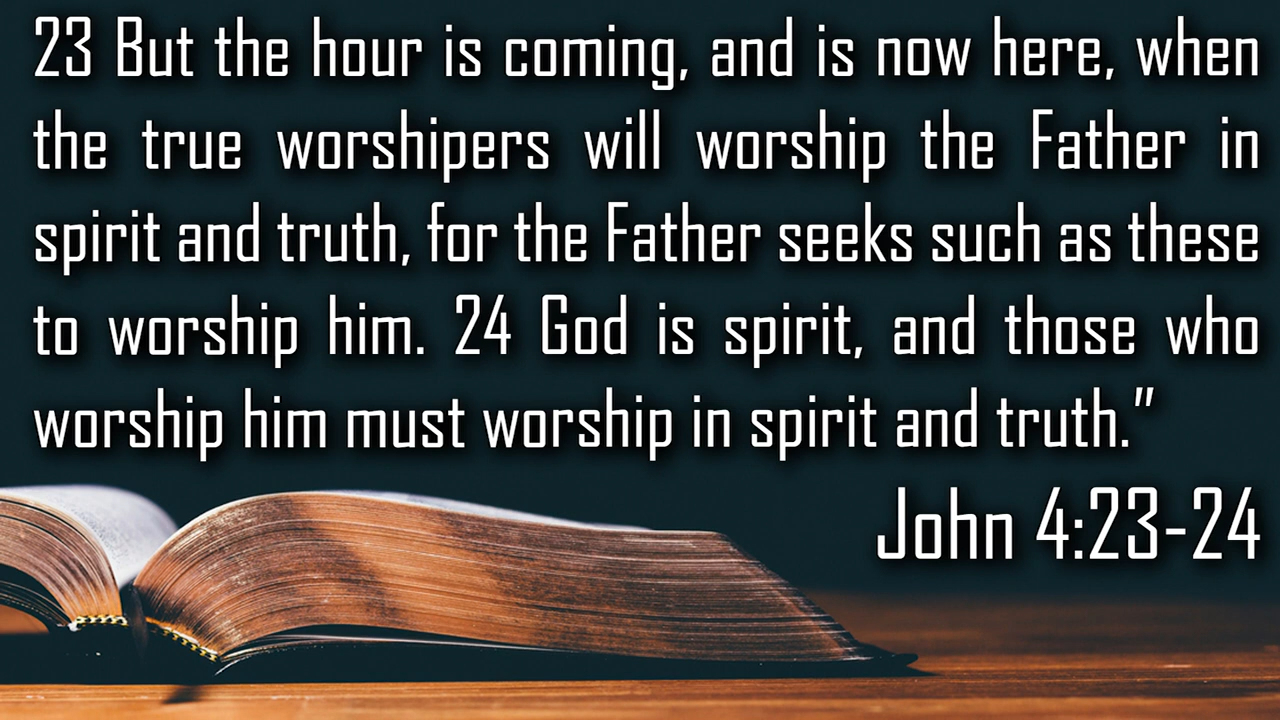 23 But the hour is coming, and is now here, when
the true worshipers will worship the Father in
spirit and truth, for the Father seeks such as these
to worship him. 24 God is spirit, and those who
worship him must worship in spirit and truth.”
John 4:23-24